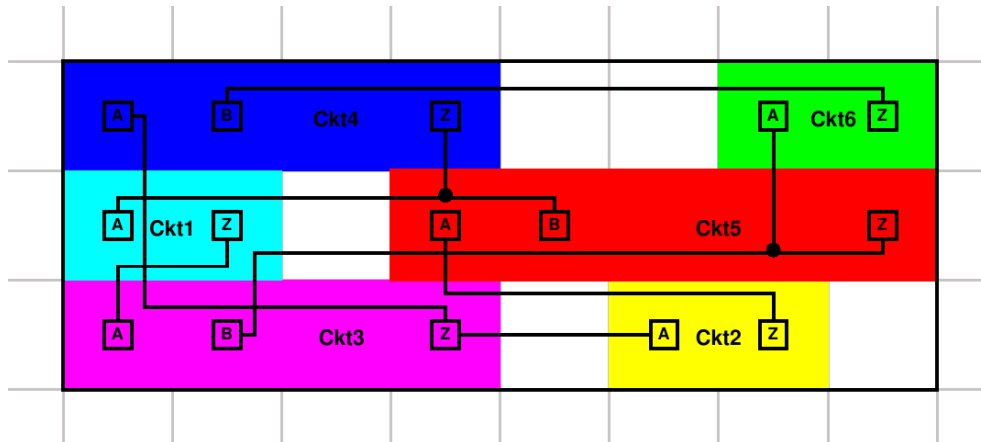 A B Ckt4 Z A Ckt6 Z
A Ckt1 Z A B Ckt5 Z
A B Ckt3 Z A Ckt2 Z